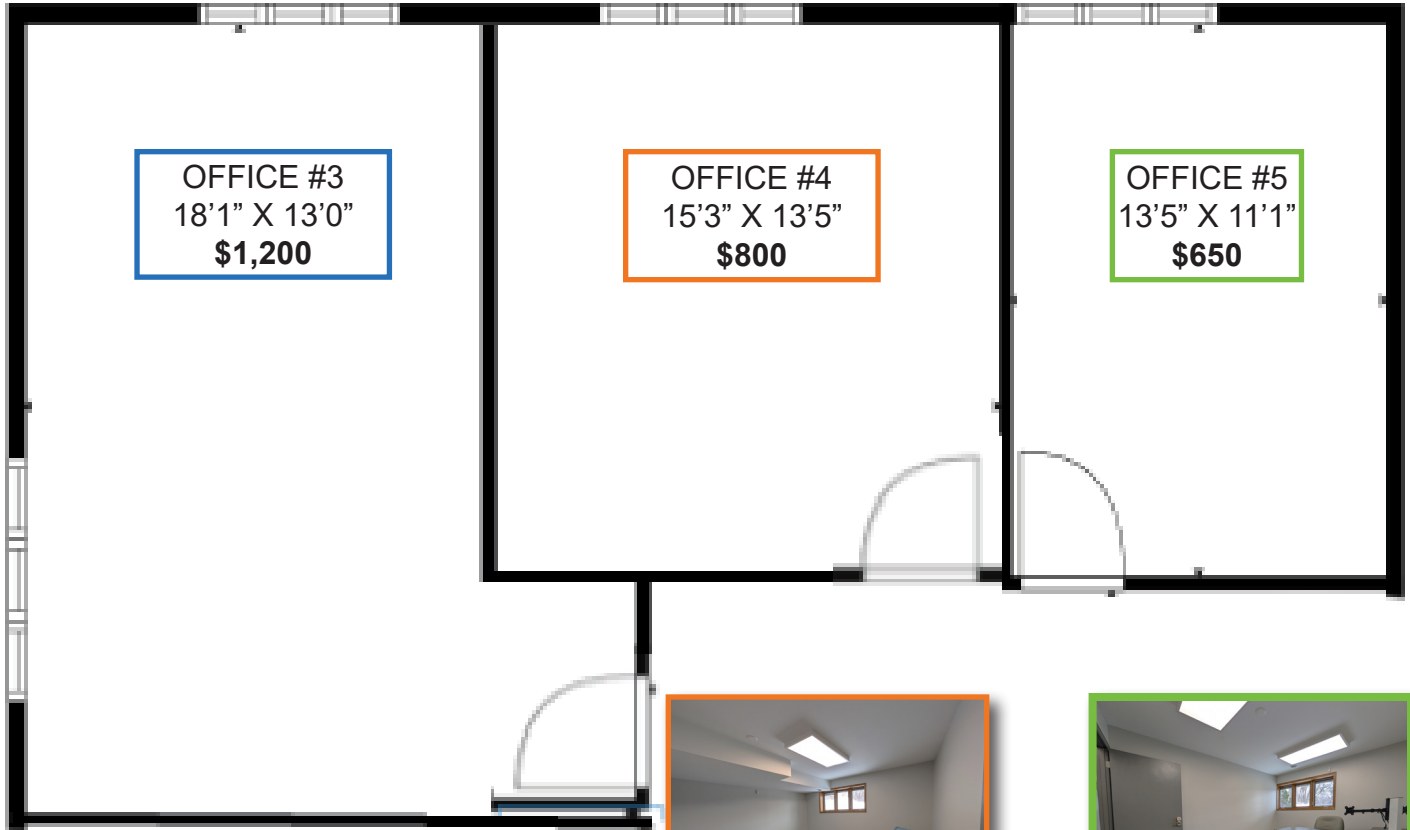 OFFICE #3
18’1” X 13’0”
$1,200
OFFICE #4
15’3” X 13’5”
$800
OFFICE #5
13’5” X 11’1”
$650